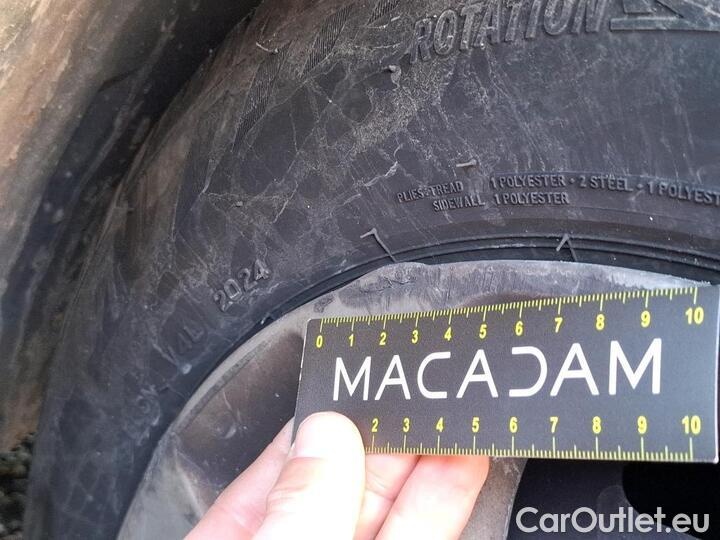 ROTATION
PLIES: TREAD 1 POLYESTER • 2 STEEL • 1 POLYE
SIDEWALL 1 POLYESTER
2024
0 1 2 3 4 5 6 7 8 9 10
MACADAM
2 3 4 5 6 7 8 9 10
CarOutlet.eu